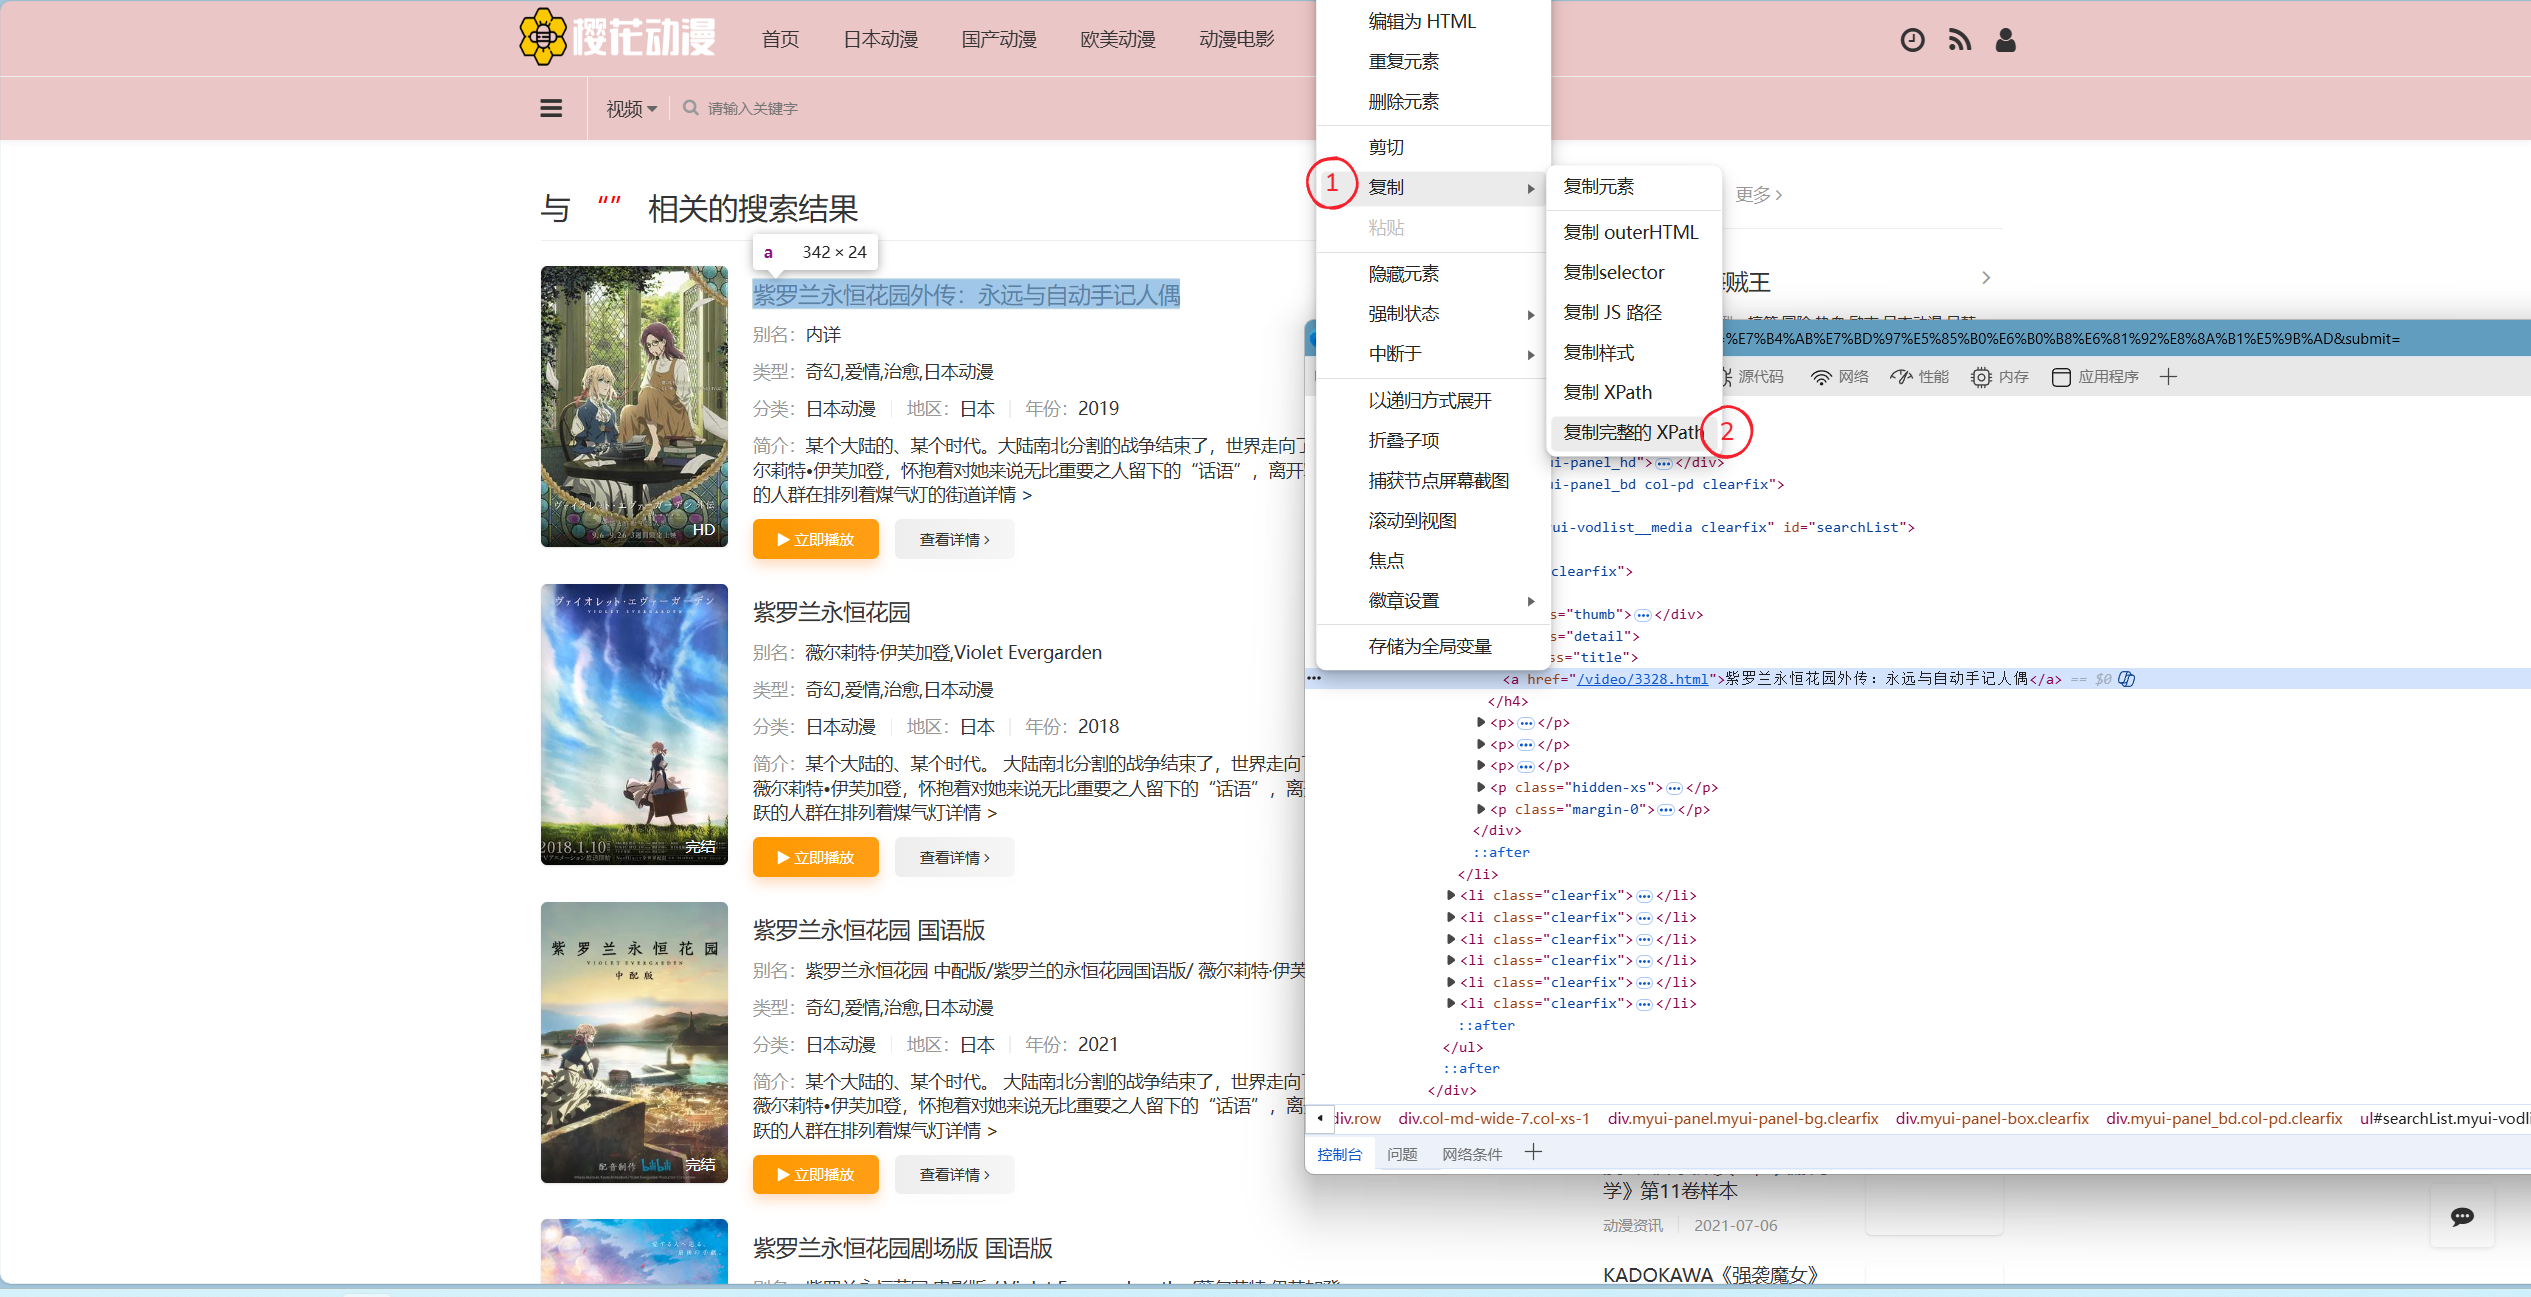 樱花动漫
首页 日本动漫 国产动漫 欧美动漫 动漫电影
视频 请输入关键字
与 “” 相关的搜索结果
a 342 × 24
紫罗兰永恒花园外传：永远与自动手记人偶
别名：内详
类型：奇幻,爱情,治愈,日本动漫
分类：日本动漫 地区：日本 年份：2019
简介：某个大陆的、某个时代。大陆南北分割的战争结束了，世界走向了
尔莉特•伊芙加登，怀抱着对她来说无比重要之人留下的“话语”，离开
的人群在排列着煤气灯的街道详情 >
立即播放 查看详情 >
HD
紫罗兰永恒花园
别名：薇尔莉特·伊芙加登,Violet Evergarden
类型：奇幻,爱情,治愈,日本动漫
分类：日本动漫 地区：日本 年份：2018
简介：某个大陆的、某个时代。 大陆南北分割的战争结束了，世界走向
薇尔莉特•伊芙加登，怀抱着对她来说无比重要之人留下的“话语”，离
跃的人群在排列着煤气灯详情 >
立即播放 查看详情 >
ヴァイオレット・エヴァーガーデン
2018.1.10
完结
紫罗兰永恒花园 国语版
别名：紫罗兰永恒花园 中配版/紫罗兰的永恒花园国语版/ 薇尔莉特·伊芙
类型：奇幻,爱情,治愈,日本动漫
分类：日本动漫 地区：日本 年份：2021
简介：某个大陆的、某个时代。 大陆南北分割的战争结束了，世界走向
薇尔莉特•伊芙加登，怀抱着对她来说无比重要之人留下的“话语”，离
跃的人群在排列着煤气灯详情 >
立即播放 查看详情 >
紫罗兰永恒花园
VIOLET EVERGARDEN
中配版
配音制作 bilibili
完结
紫罗兰永恒花园剧场版 国语版
编辑为 HTML
重复元素
删除元素
剪切
1 复制
粘贴
隐藏元素
强制状态
中断于
以递归方式展开
折叠子项
捕获节点屏幕截图
滚动到视图
焦点
徽章设置
存储为全局变量
复制元素
复制 outerHTML
复制selector
复制 JS 路径
复制样式
复制 XPath
复制完整的 XPath 2
更多 >
贼王
%E7%B4%AB%E7%BD%97%E5%85%B0%E6%B0%B8%E6%81%92%E8%8A%B1%E5%9B%AD&submit=
源代码 网络 性能 内存 应用程序
ui-panel_hd">…</div>
ui-panel_bd col-pd clearfix">
ui-vodlist__media clearfix" id="searchList">
clearfix">
s="thumb">…</div>
s="detail">
ss="title">
<a href="/video/3328.html">紫罗兰永恒花园外传：永远与自动手记人偶</a> == $0
</h4>
<p>…</p>
<p>…</p>
<p>…</p>
<p class="hidden-xs">…</p>
<p class="margin-0">…</p>
</div>
::after
</li>
<li class="clearfix">…</li>
<li class="clearfix">…</li>
<li class="clearfix">…</li>
<li class="clearfix">…</li>
<li class="clearfix">…</li>
<li class="clearfix">…</li>
::after
</ul>
::after
</div>
div.row div.col-md-wide-7.col-xs-1 div.myui-panel.myui-panel-bg.clearfix div.myui-panel-box.clearfix div.myui-panel_bd.col-pd.clearfix ul#searchList.myui-vodli
控制台 问题 网络条件
学》第11卷样本
动漫资讯 2021-07-06
KADOKAWA《强袭魔女》